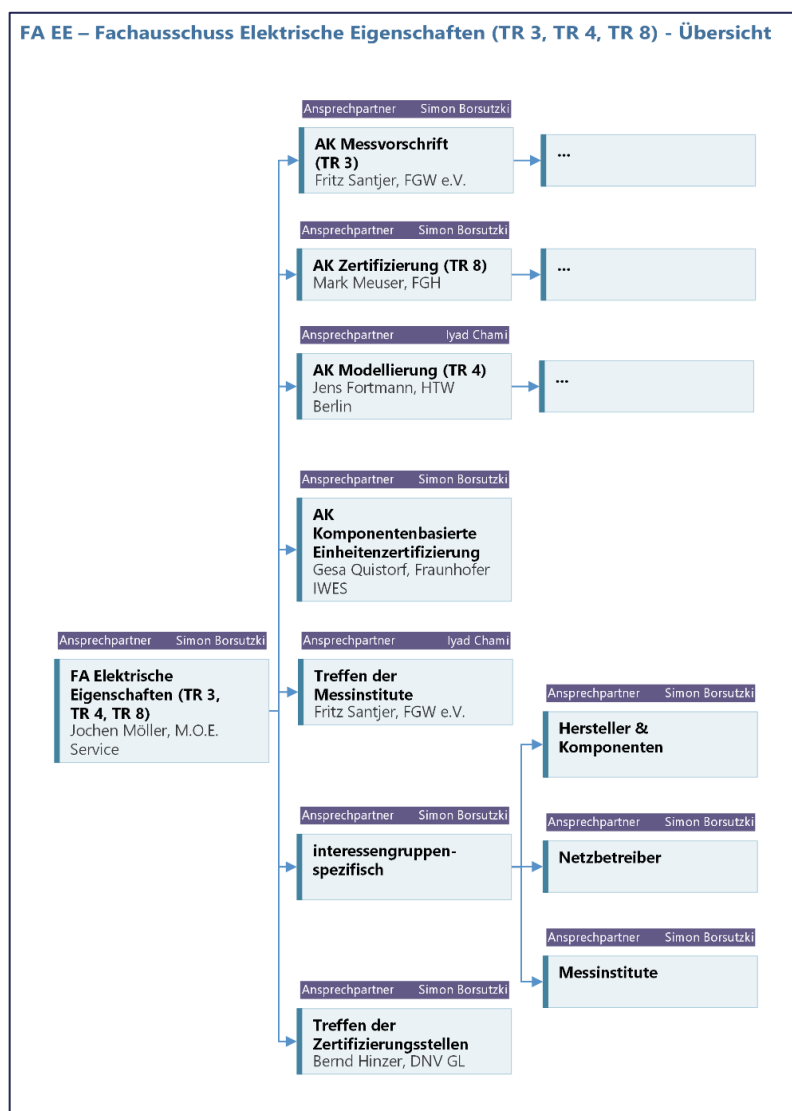 FA EE – Fachausschuss Elektrische Eigenschaften (TR 3, TR 4, TR 8) - Übersicht
Ansprechpartner Simon Borsutzki
AK Messvorschrift
(TR 3)
Fritz Santjer, FGW e.V.
...
Ansprechpartner Simon Borsutzki
AK Zertifizierung (TR 8)
Mark Meuser, FGH
...
Ansprechpartner Iyad Chami
AK Modellierung (TR 4)
Jens Fortmann, HTW
Berlin
...
Ansprechpartner Simon Borsutzki
AK
Komponentenbasierte
Einheitenzertifizierung
Gesa Quistorf, Fraunhofer
IWES
Ansprechpartner Simon Borsutzki
FA Elektrische
Eigenschaften (TR 3,
TR 4, TR 8)
Jochen Möller, M.O.E.
Service
Ansprechpartner Iyad Chami
Treffen der
Messinstitute
Fritz Santjer, FGW e.V.
Ansprechpartner Simon Borsutzki
interessengruppen-
spezifisch
Ansprechpartner Simon Borsutzki
Hersteller &
Komponenten
Ansprechpartner Simon Borsutzki
Netzbetreiber
Ansprechpartner Simon Borsutzki
Messinstitute
Ansprechpartner Simon Borsutzki
Treffen der
Zertifizierungsstellen
Bernd Hinzer, DNV GL